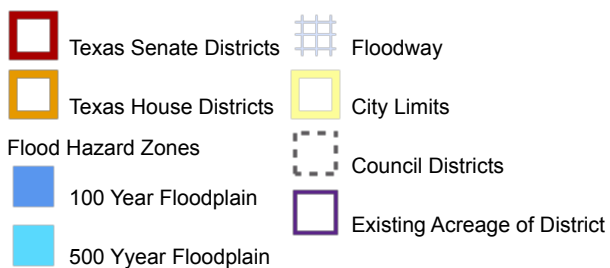 Texas Senate Districts
Texas House Districts
Flood Hazard Zones
100 Year Floodplain
500 Yyear Floodplain
Floodway
City Limits
Council Districts
Existing Acreage of District